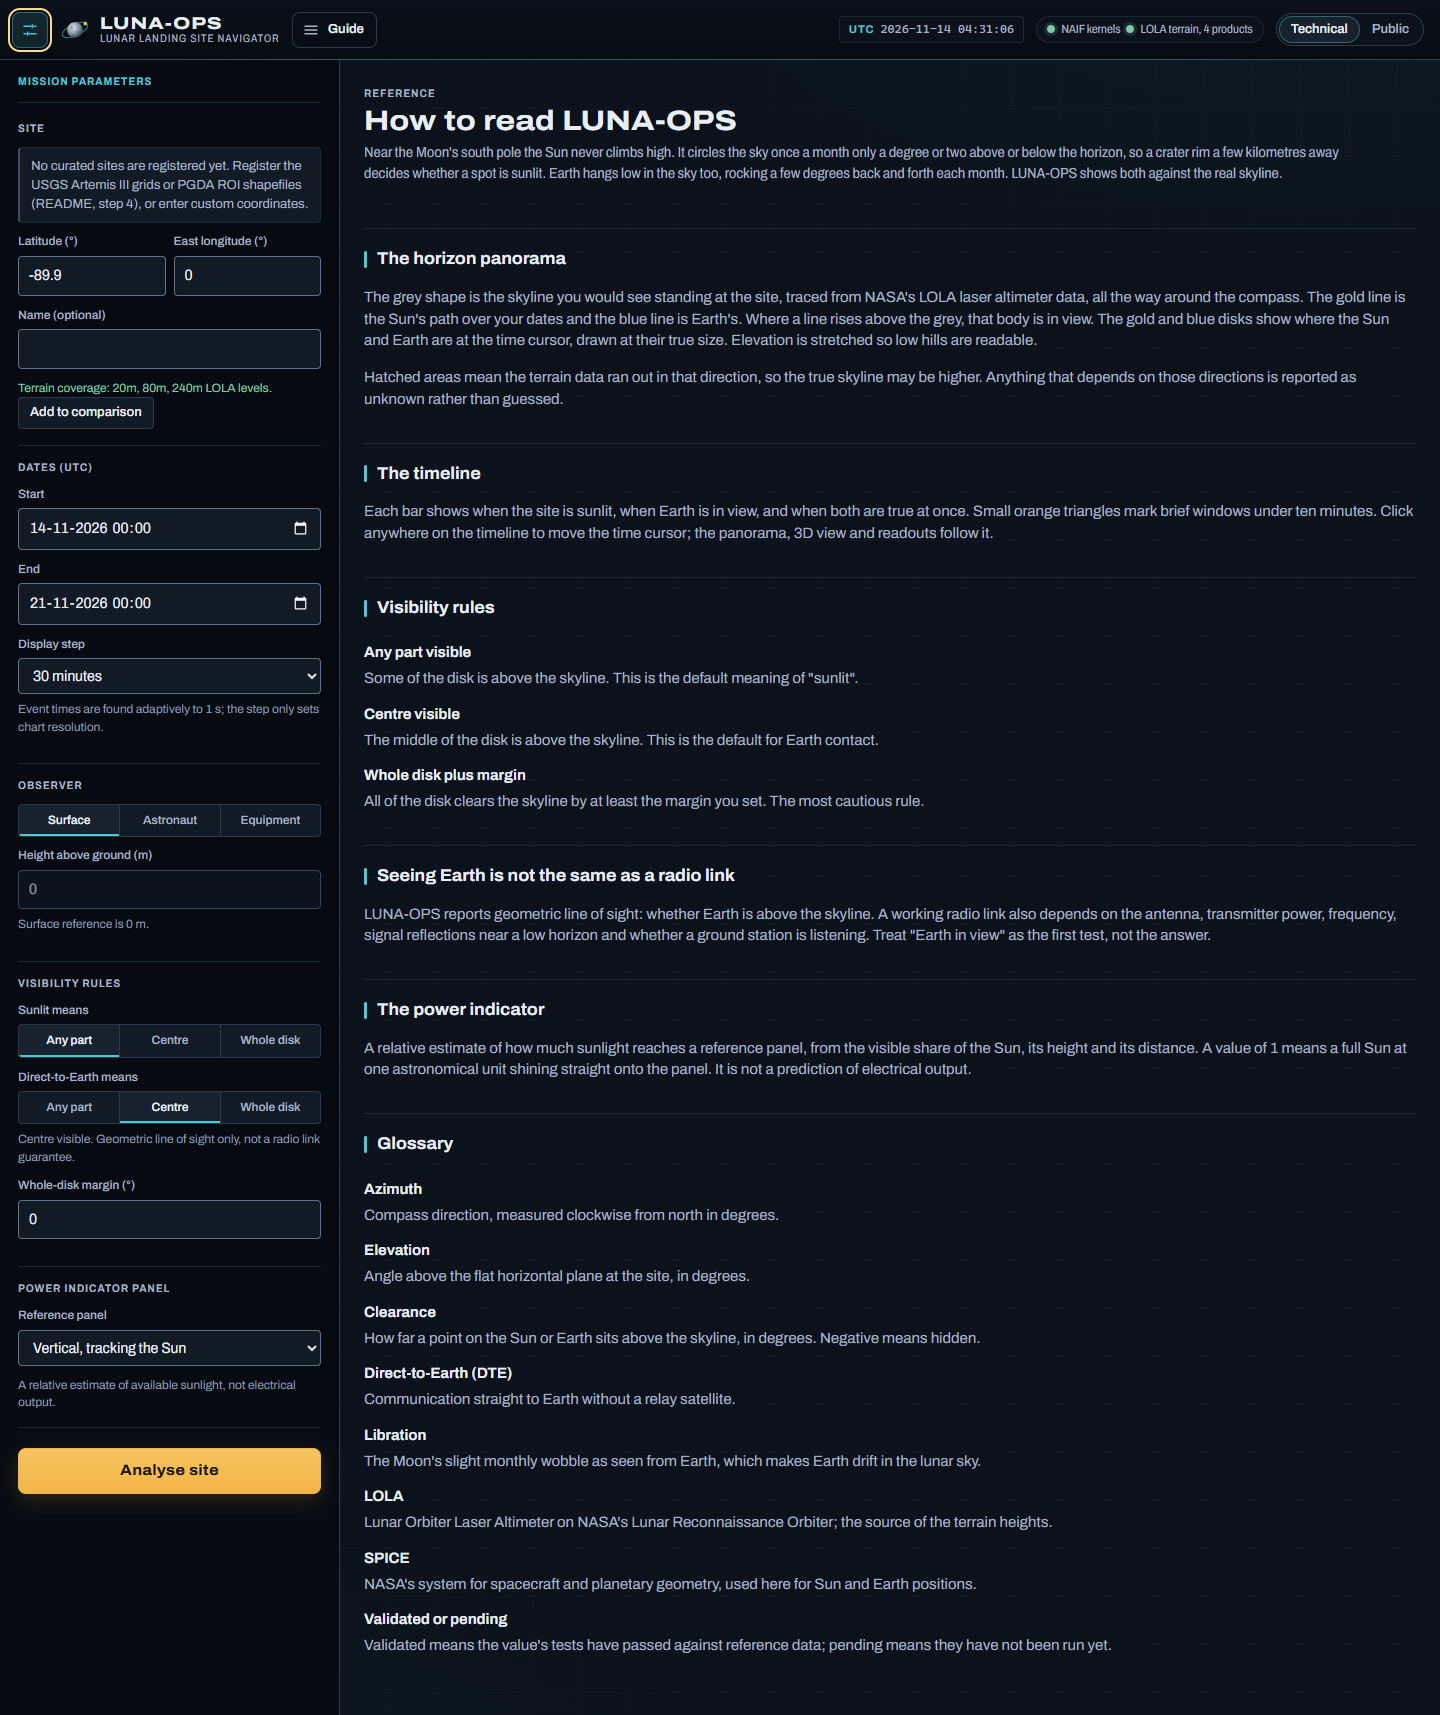 LUNA-OPS
LUNAR LANDING SITE NAVIGATOR
Guide
UTC 2026-11-14 04:31:06
NAIF kernels
LOLA terrain, 4 products
Technical
Public
MISSION PARAMETERS
SITE
No curated sites are registered yet. Register the
USGS Artemis III grids or PGDA ROI shapefiles
(README, step 4), or enter custom coordinates.
Latitude (°)
East longitude (°)
-89.9
0
Name (optional)
Terrain coverage: 20m, 80m, 240m LOLA levels.
Add to comparison
DATES (UTC)
Start
14-11-2026 00:00
End
21-11-2026 00:00
Display step
30 minutes
Event times are found adaptively to 1 s; the step only sets
chart resolution.
OBSERVER
Surface
Astronaut
Equipment
Height above ground (m)
0
Surface reference is 0 m.
VISIBILITY RULES
Sunlit means
Any part
Centre
Whole disk
Direct-to-Earth means
Any part
Centre
Whole disk
Centre visible. Geometric line of sight only, not a radio link
guarantee.
Whole-disk margin (°)
0
POWER INDICATOR PANEL
Reference panel
Vertical, tracking the Sun
A relative estimate of available sunlight, not electrical
output.
Analyse site
REFERENCE
How to read LUNA-OPS
Near the Moon's south pole the Sun never climbs high. It circles the sky once a month only a degree or two above or below the horizon, so a crater rim a few kilometres away
decides whether a spot is sunlit. Earth hangs low in the sky too, rocking a few degrees back and forth each month. LUNA-OPS shows both against the real skyline.
The horizon panorama
The grey shape is the skyline you would see standing at the site, traced from NASA's LOLA laser altimeter data, all the way around the compass. The gold line is
the Sun's path over your dates and the blue line is Earth's. Where a line rises above the grey, that body is in view. The gold and blue disks show where the Sun
and Earth are at the time cursor, drawn at their true size. Elevation is stretched so low hills are readable.
Hatched areas mean the terrain data ran out in that direction, so the true skyline may be higher. Anything that depends on those directions is reported as
unknown rather than guessed.
The timeline
Each bar shows when the site is sunlit, when Earth is in view, and when both are true at once. Small orange triangles mark brief windows under ten minutes. Click
anywhere on the timeline to move the time cursor; the panorama, 3D view and readouts follow it.
Visibility rules
Any part visible
Some of the disk is above the skyline. This is the default meaning of "sunlit".
Centre visible
The middle of the disk is above the skyline. This is the default for Earth contact.
Whole disk plus margin
All of the disk clears the skyline by at least the margin you set. The most cautious rule.
Seeing Earth is not the same as a radio link
LUNA-OPS reports geometric line of sight: whether Earth is above the skyline. A working radio link also depends on the antenna, transmitter power, frequency,
signal reflections near a low horizon and whether a ground station is listening. Treat "Earth in view" as the first test, not the answer.
The power indicator
A relative estimate of how much sunlight reaches a reference panel, from the visible share of the Sun, its height and its distance. A value of 1 means a full Sun at
one astronomical unit shining straight onto the panel. It is not a prediction of electrical output.
Glossary
Azimuth
Compass direction, measured clockwise from north in degrees.
Elevation
Angle above the flat horizontal plane at the site, in degrees.
Clearance
How far a point on the Sun or Earth sits above the skyline, in degrees. Negative means hidden.
Direct-to-Earth (DTE)
Communication straight to Earth without a relay satellite.
Libration
The Moon's slight monthly wobble as seen from Earth, which makes Earth drift in the lunar sky.
LOLA
Lunar Orbiter Laser Altimeter on NASA's Lunar Reconnaissance Orbiter; the source of the terrain heights.
SPICE
NASA's system for spacecraft and planetary geometry, used here for Sun and Earth positions.
Validated or pending
Validated means the value's tests have passed against reference data; pending means they have not been run yet.